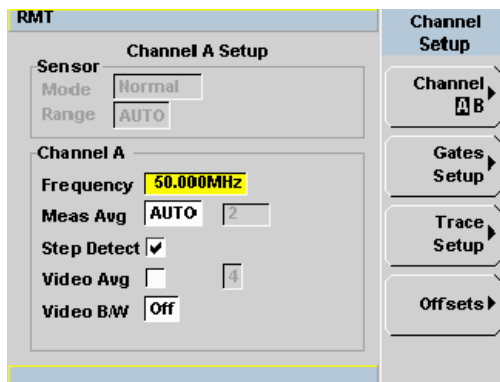 RMT
Channel A Setup
Sensor
Mode Normal
Range AUTO
Channel A
Frequency 50.000MHz
Meas Avg AUTO 2
Step Detect
Video Avg 4
Video B/W Off
Channel
Setup
Channel
A B
Gates
Setup
Trace
Setup
Offsets